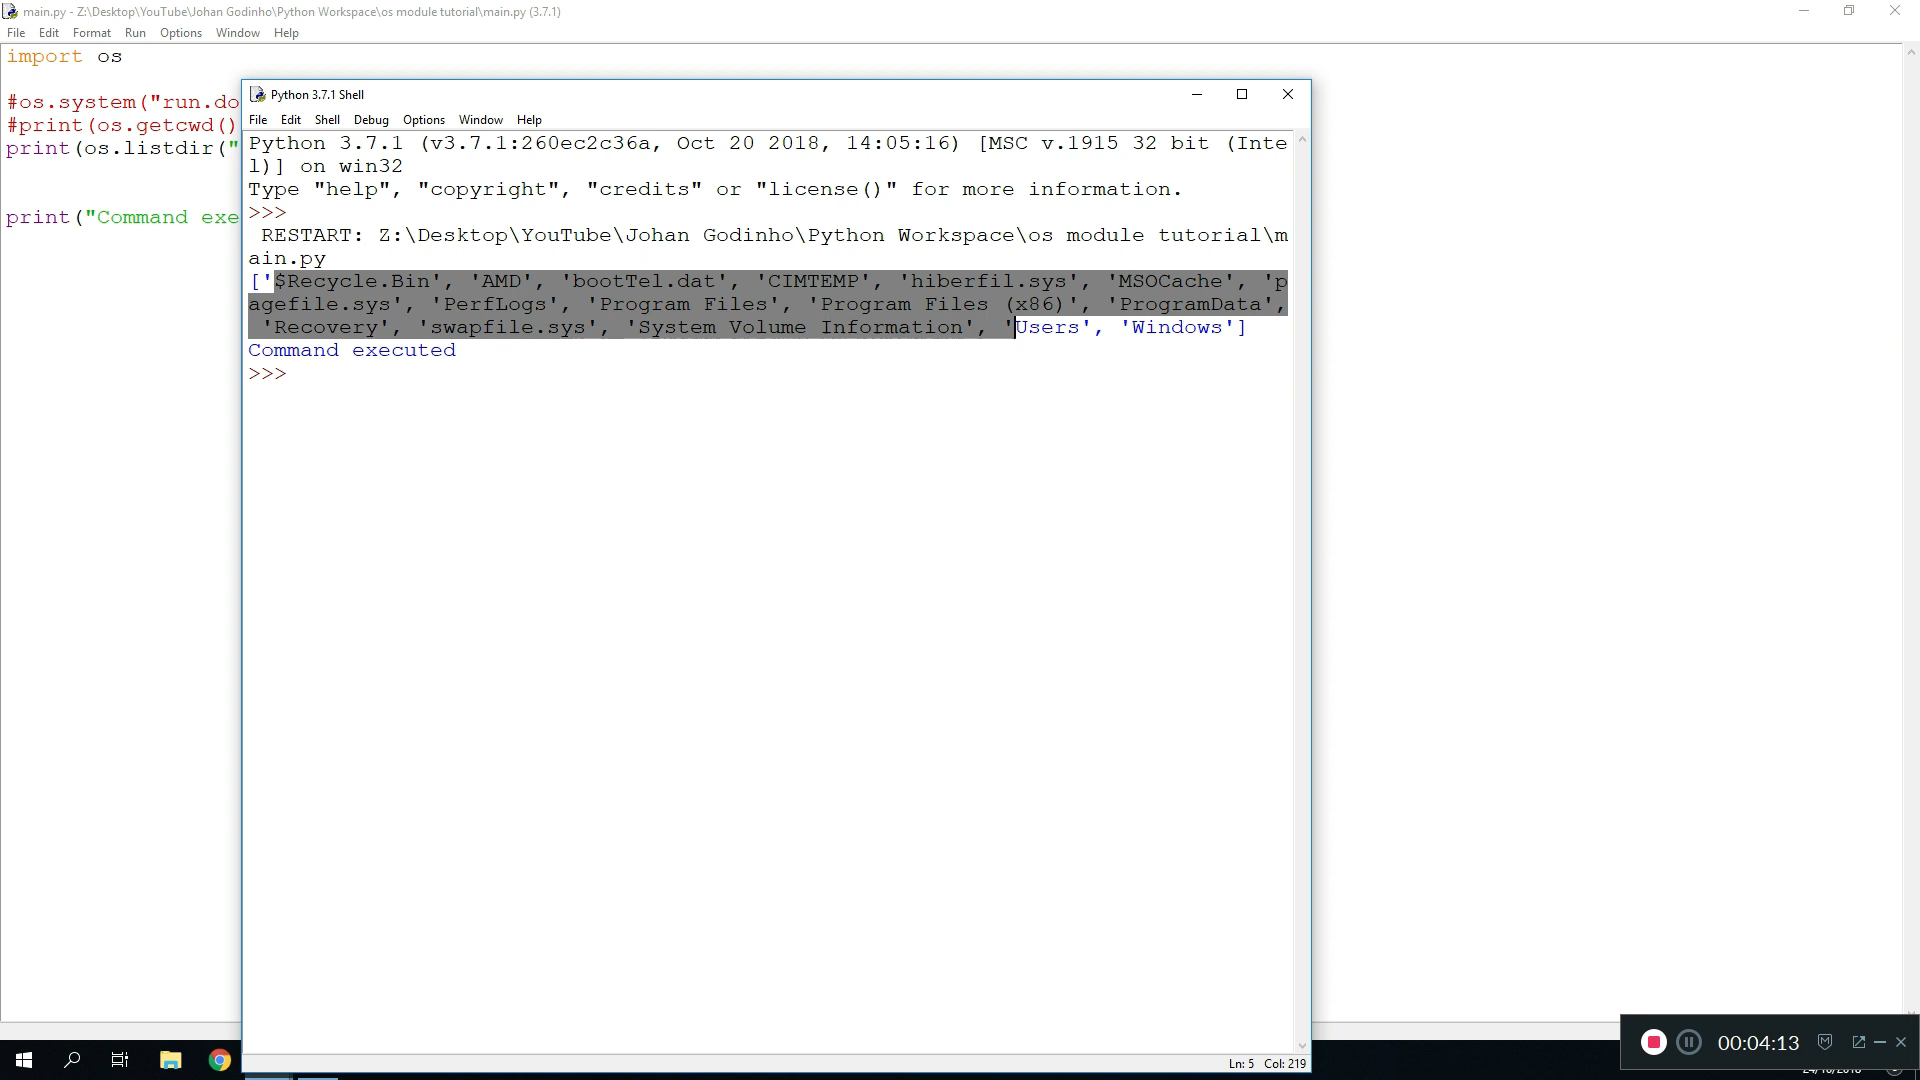 main.py - Z:\Desktop\YouTube\Johan Godinho\Python Workspace\os module tutorial\main.py (3.7.1)
File Edit Format Run Options Window Help
import os
#os.system("run.do
#print(os.getcwd()
print(os.listdir("
print("Command exe
Python 3.7.1 Shell
File Edit Shell Debug Options Window Help
Python 3.7.1 (v3.7.1:260ec2c36a, Oct 20 2018, 14:05:16) [MSC v.1915 32 bit (Inte
l)] on win32
Type "help", "copyright", "credits" or "license()" for more information.
>>>
RESTART: Z:\Desktop\YouTube\Johan Godinho\Python Workspace\os module tutorial\m
ain.py
['$Recycle.Bin', 'AMD', 'bootTel.dat', 'CIMTEMP', 'hiberfil.sys', 'MSOCache', 'p
agefile.sys', 'PerfLogs', 'Program Files', 'Program Files (x86)', 'ProgramData',
'Recovery', 'swapfile.sys', 'System Volume Information', 'Users', 'Windows']
Command executed
>>>
Ln: 5 Col: 219
00:04:13